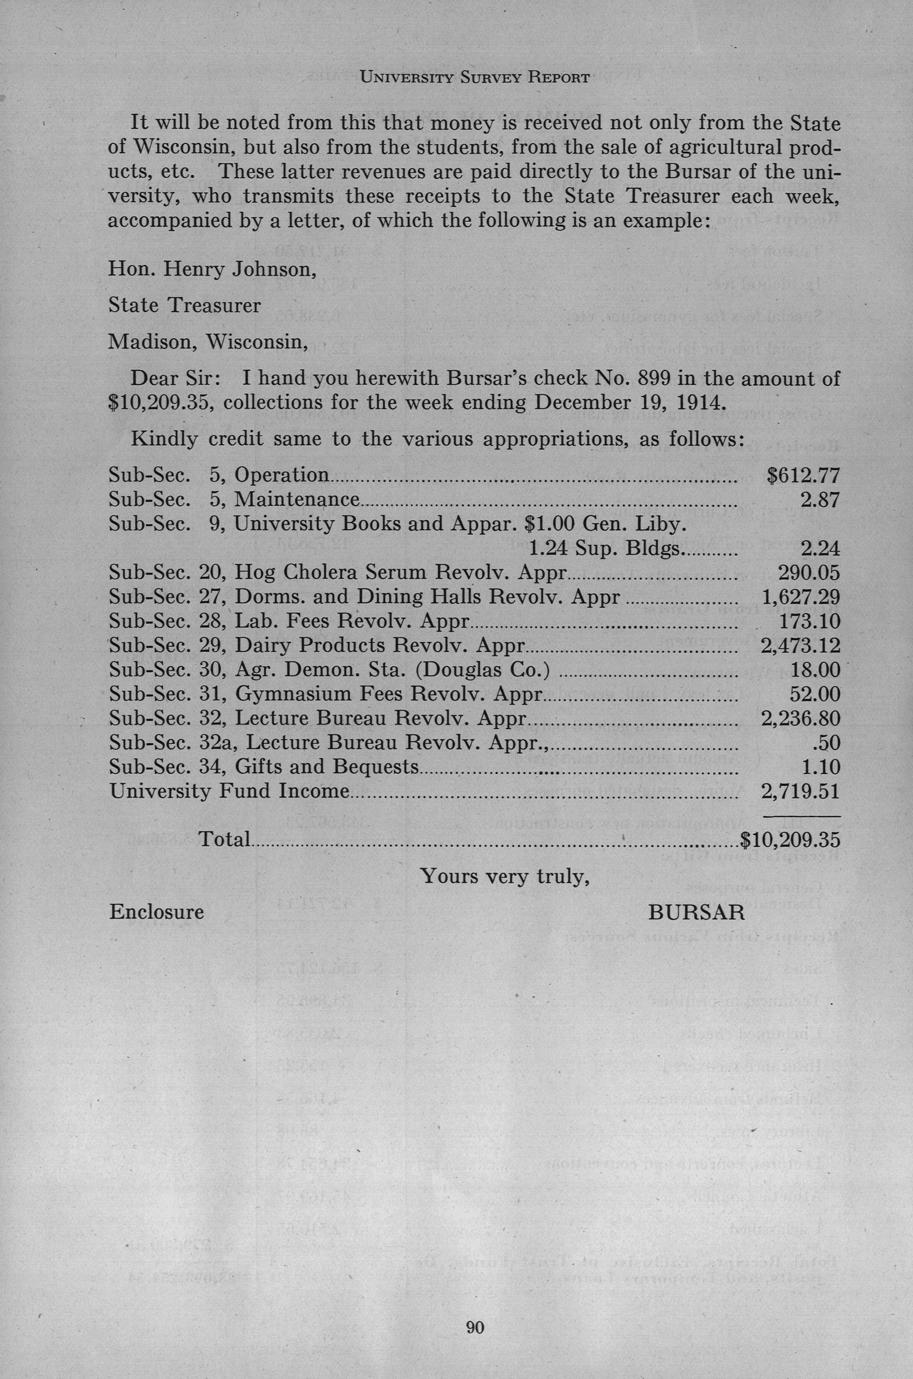 University Survey Report
It will be noted from this that money is received not only from the State
of Wisconsin, but also from the students, from the sale of agricultural prod-
ucts, etc. These latter revenues are paid directly to the Bursar of the uni-
versity, who transmits these receipts to the State Treasurer each week,
accompanied by a letter, of which the following is an example:
Hon. Henry Johnson,
State Treasurer
Madison, Wisconsin,
Dear Sir: I hand you herewith Bursar's check No. 899 in the amount of
$10,209.35, collections for the week ending December 19, 1914.
Kindly credit same to the various appropriations, as follows:
Sub-Sec. 5, Operation.......... $612.77
Sub-Sec. 5, Maintenance.......... 2.87
Sub-Sec. 9, University Books and Appar. $1.00 Gen. Liby.
1.24 Sup. Bldgs.......... 2.24
Sub-Sec. 20, Hog Cholera Serum Revolv. Appr.......... 290.05
Sub-Sec. 27, Dorms. and Dining Halls Revolv. Appr .......... 1,627.29
Sub-Sec. 28, Lab. Fees Revolv. Appr.......... 173.10
Sub-Sec. 29, Dairy Products Revolv. Appr.......... 2,473.12
Sub-Sec. 30, Agr. Demon. Sta. (Douglas Co.) .......... 18.00
Sub-Sec. 31, Gymnasium Fees Revolv. Appr.......... 52.00
Sub-Sec. 32, Lecture Bureau Revolv. Appr.......... 2,236.80
Sub-Sec. 32a, Lecture Bureau Revolv. Appr.,.......... .50
Sub-Sec. 34, Gifts and Bequests.......... 1.10
University Fund Income.......... 2,719.51
Total..........$10,209.35
Yours very truly,
Enclosure BURSAR
90